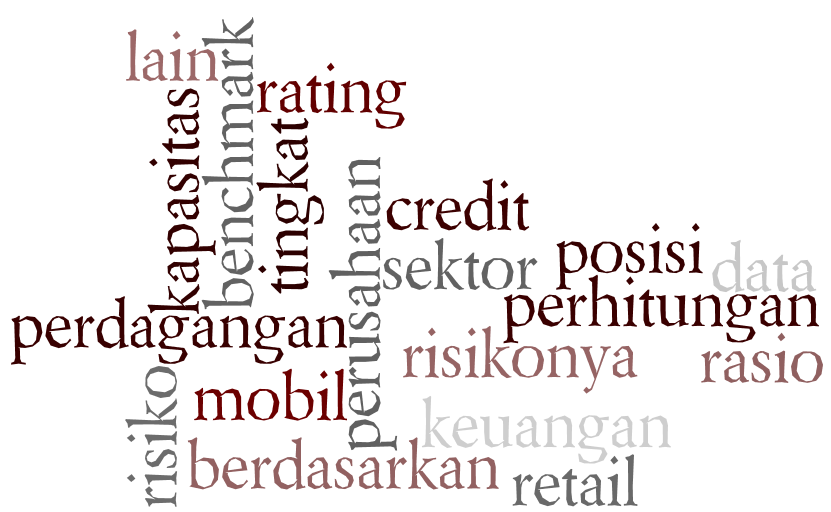 lain
benchmark
rating
kapasitas
tingkat
perusahaan
credit
sektor
posisi
data
perhitungan
perdagangan
risikonya
rasio
risiko
mobil
keuangan
berdasarkan
retail